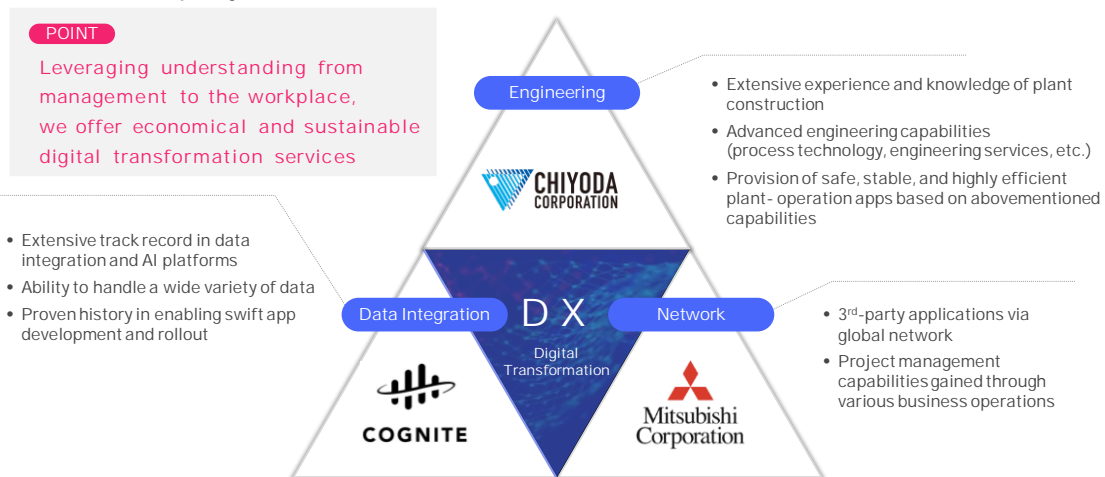 POINT
Leveraging understanding from
management to the workplace,
we offer economical and sustainable
digital transformation services
Engineering
• Extensive experience and knowledge of plant
construction
• Advanced engineering capabilities
(process technology, engineering services, etc.)
• Provision of safe, stable, and highly efficient
plant- operation apps based on abovementioned
capabilities
CHIYODA
CORPORATION
• Extensive track record in data
integration and AI platforms
• Ability to handle a wide variety of data
• Proven history in enabling swift app
development and rollout
Data Integration
DX
Digital
Transformation
Network
• 3rd-party applications via
global network
• Project management
capabilities gained through
various business operations
COGNITE
Mitsubishi
Corporation